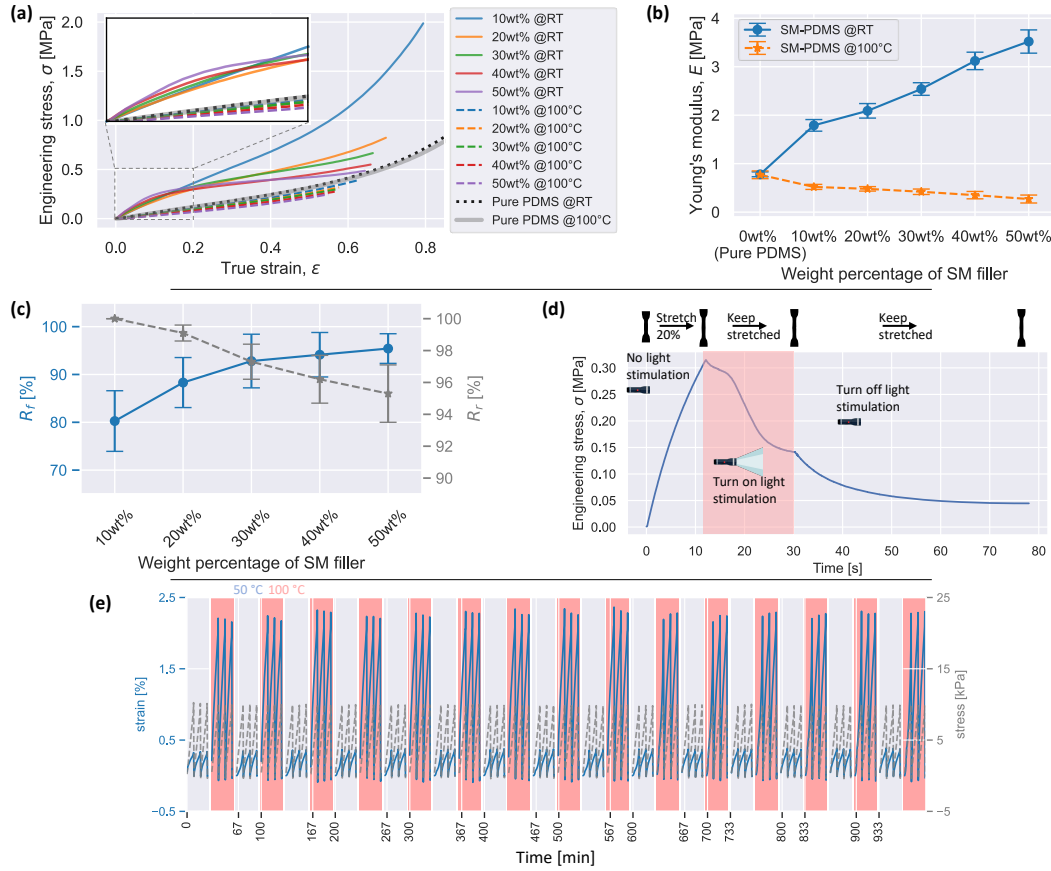 (a)
Engineering stress, σ [MPa]
2.0
1.5
1.0
0.5
0.0
0.0 0.2 0.4 0.6 0.8
True strain, ε
10wt% @RT
20wt% @RT
30wt% @RT
40wt% @RT
50wt% @RT
10wt% @100°C
20wt% @100°C
30wt% @100°C
40wt% @100°C
50wt% @100°C
Pure PDMS @RT
Pure PDMS @100°C
(b)
Young's modulus, E [MPa]
4
3
2
1
0
SM-PDMS @RT
SM-PDMS @100°C
0wt% 10wt% 20wt% 30wt% 40wt% 50wt%
(Pure PDMS)
Weight percentage of SM filler
(c)
R_f [%]
100
90
80
70
100
98
96
94
92
90
R_r [%]
10wt% 20wt% 30wt% 40wt% 50wt%
Weight percentage of SM filler
(d)
Stretch
20%
Keep
stretched
Keep
stretched
Engineering stress, σ [MPa]
0.30
0.25
0.20
0.15
0.10
0.05
0.00
No light
stimulation
Turn on light
stimulation
Turn off light
stimulation
0 10 20 30 40 50 60 70 80
Time [s]
(e)
50 °C 100 °C
strain [%]
2.5
1.5
0.5
−0.5
25
15
5
−5
stress [kPa]
0 67 100 167 200 267 300 367 400 467 500 567 600 667 700 733 800 833 900 933
Time [min]